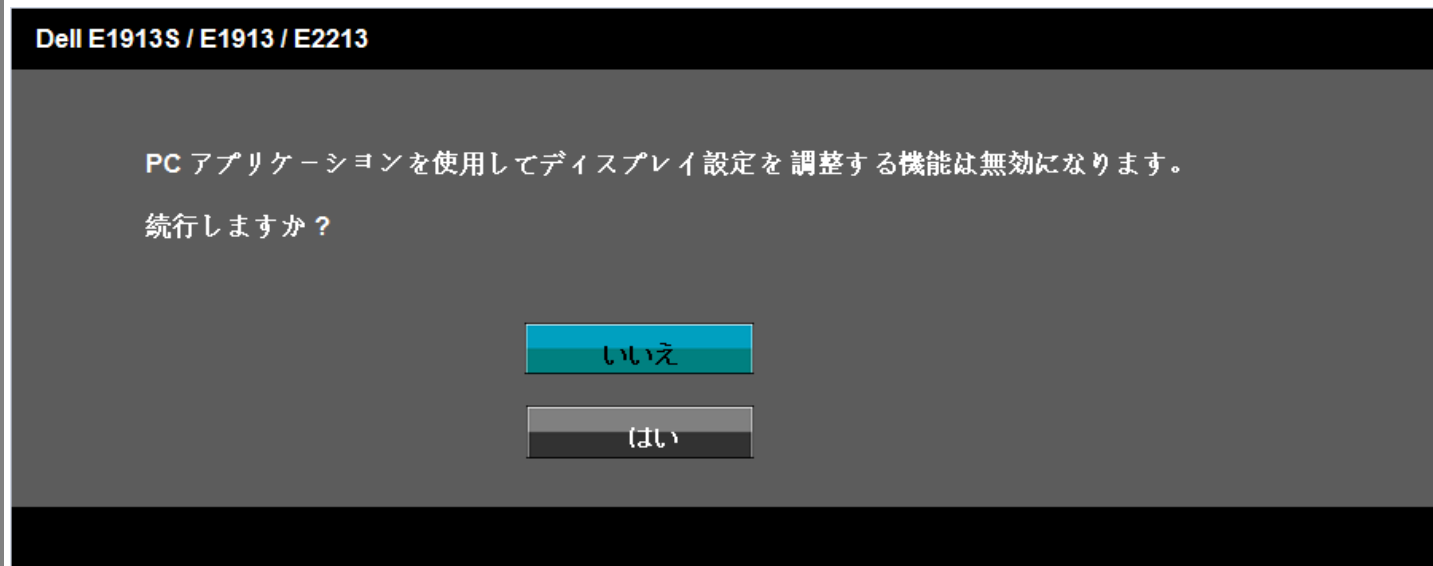 Dell E1913S / E1913 / E2213
PC アプリケーションを使用してディスプレイ設定を調整する機能は無効になります。
続行しますか ?
いいえ
はい